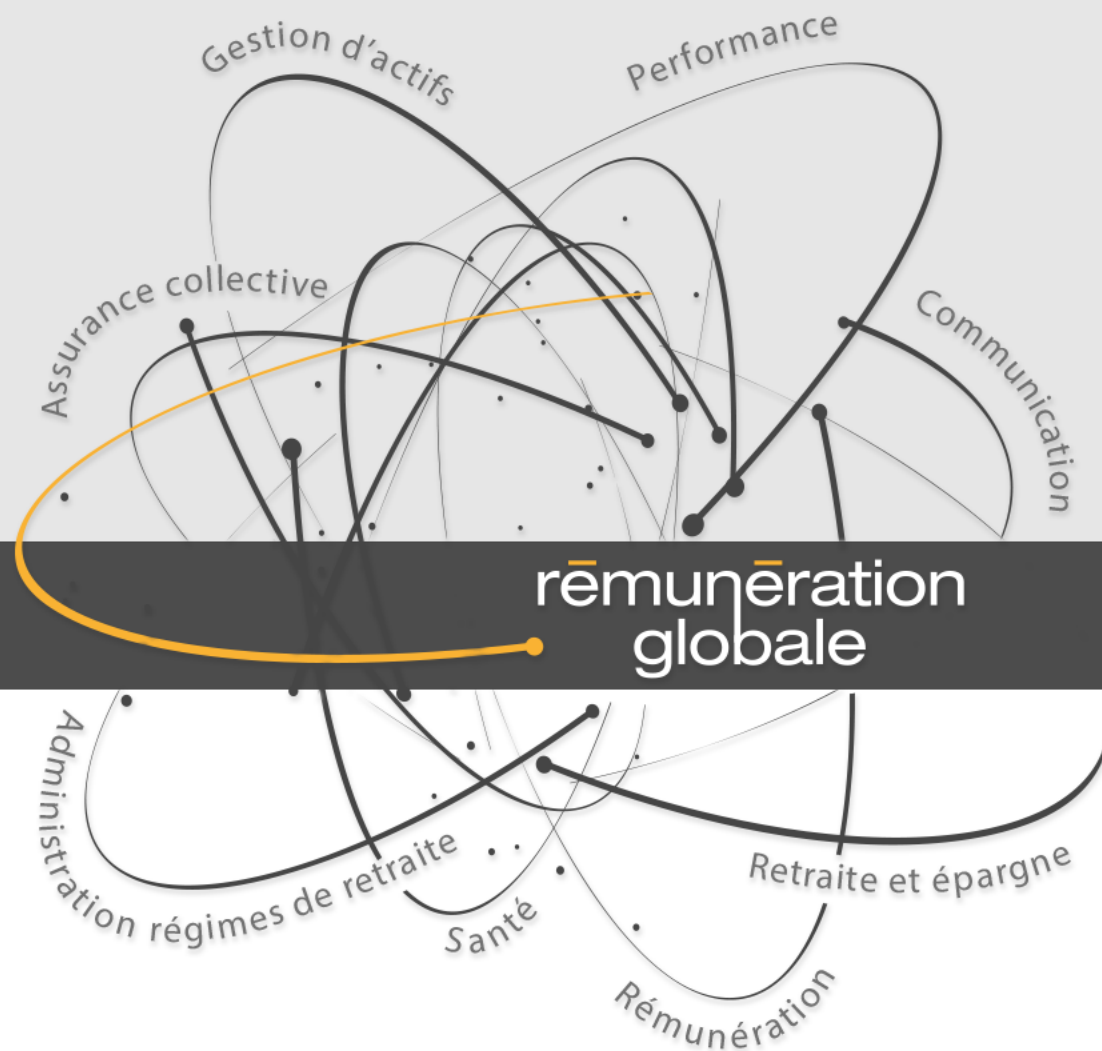 Gestion d'actifs
Performance
Assurance collective
Communication
rēmunēration
globale
Administration régimes de retraite
Santé
Retraite et épargne
Rémunération